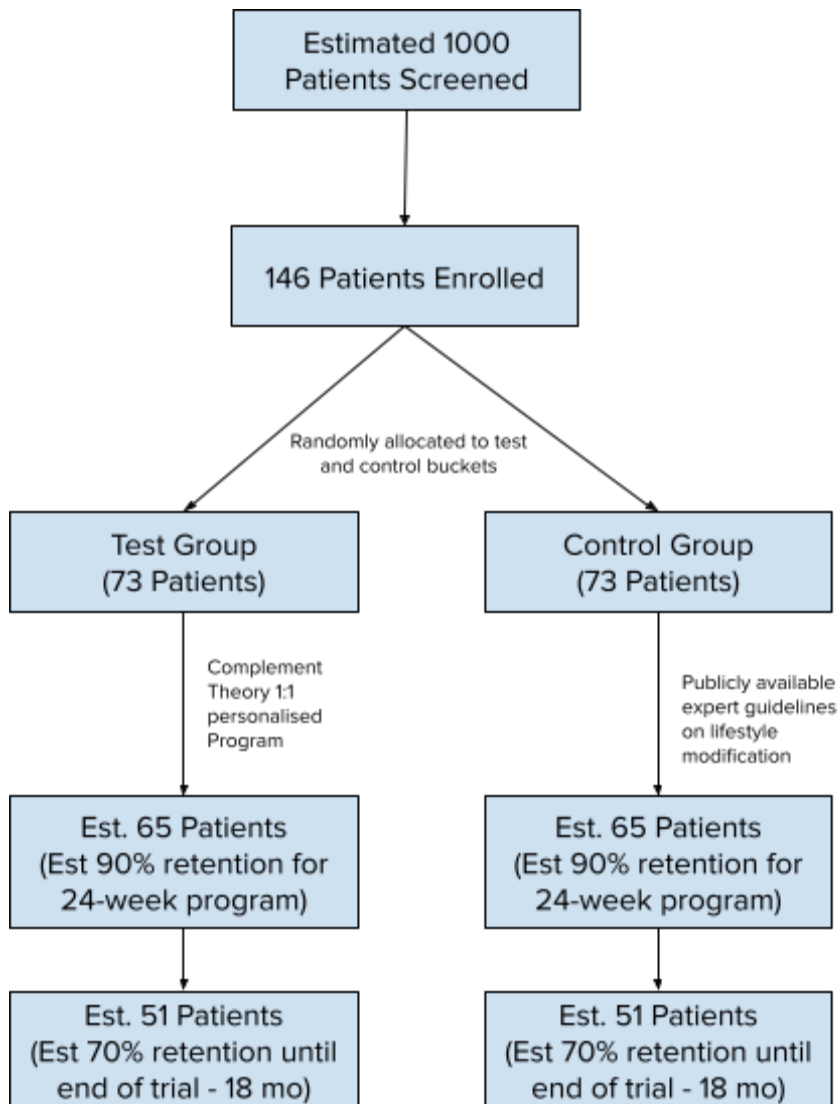 Estimated 1000
Patients Screened
146 Patients Enrolled
Randomly allocated to test
and control buckets
Test Group
(73 Patients)
Control Group
(73 Patients)
Complement
Theory 1:1
personalised
Program
Publicly available
expert guidelines
on lifestyle
modification
Est. 65 Patients
(Est 90% retention for
24-week program)
Est. 65 Patients
(Est 90% retention for
24-week program)
Est. 51 Patients
(Est 70% retention until
end of trial - 18 mo)
Est. 51 Patients
(Est 70% retention until
end of trial - 18 mo)